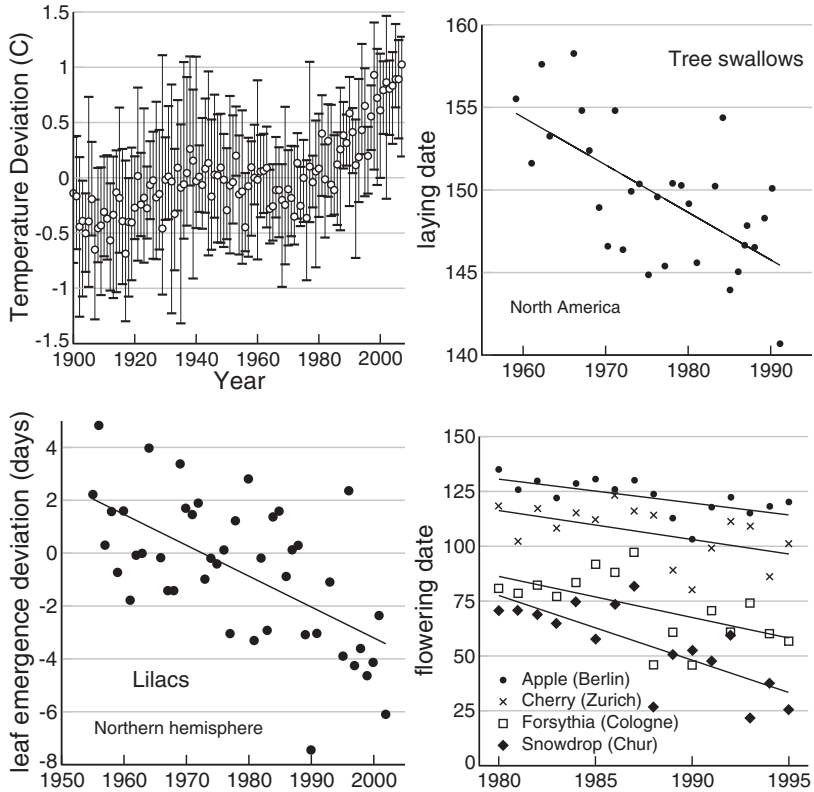 Temperature Deviation (C)
1.5
1
0.5
0
-0.5
-1
-1.5
1900 1920 1940 1960 1980 2000
Year
laying date
160
155
150
145
140
Tree swallows
North America
1960 1970 1980 1990
leaf emergence deviation (days)
4
2
0
-2
-4
-6
-8
Lilacs
Northern hemisphere
1950 1960 1970 1980 1990 2000
flowering date
150
125
100
75
50
25
0
Apple (Berlin)
Cherry (Zurich)
Forsythia (Cologne)
Snowdrop (Chur)
1980 1985 1990 1995